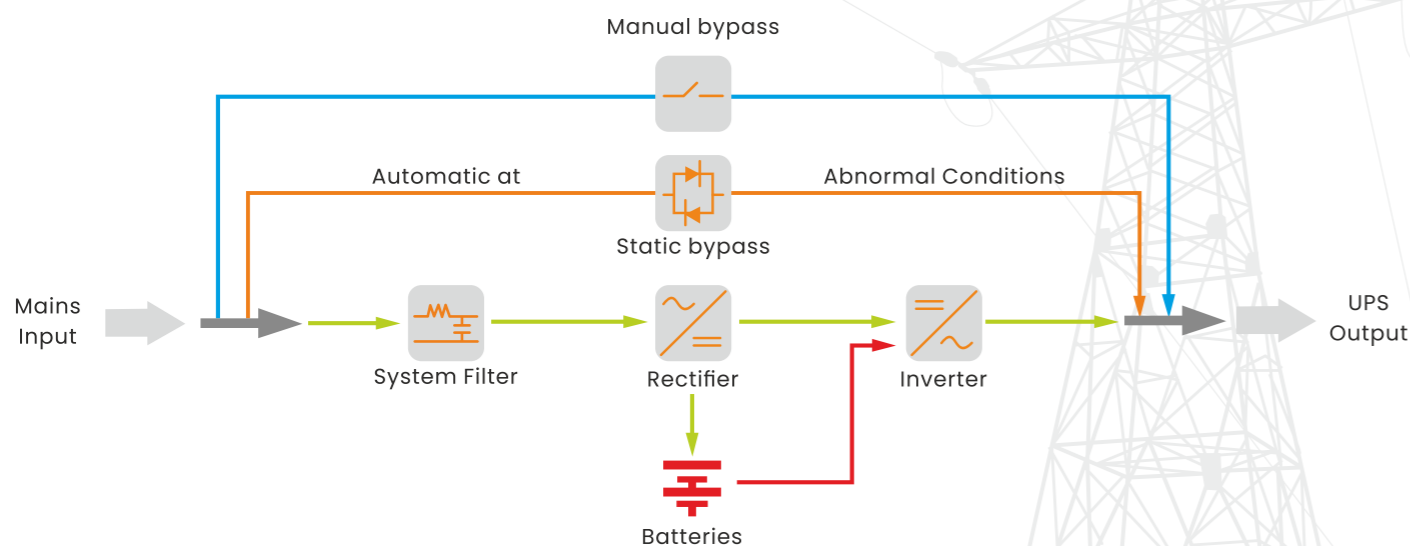 Manual bypass
Automatic at
Abnormal Conditions
Static bypass
Mains
Input
UPS
Output
System Filter
Rectifier
Inverter
Batteries